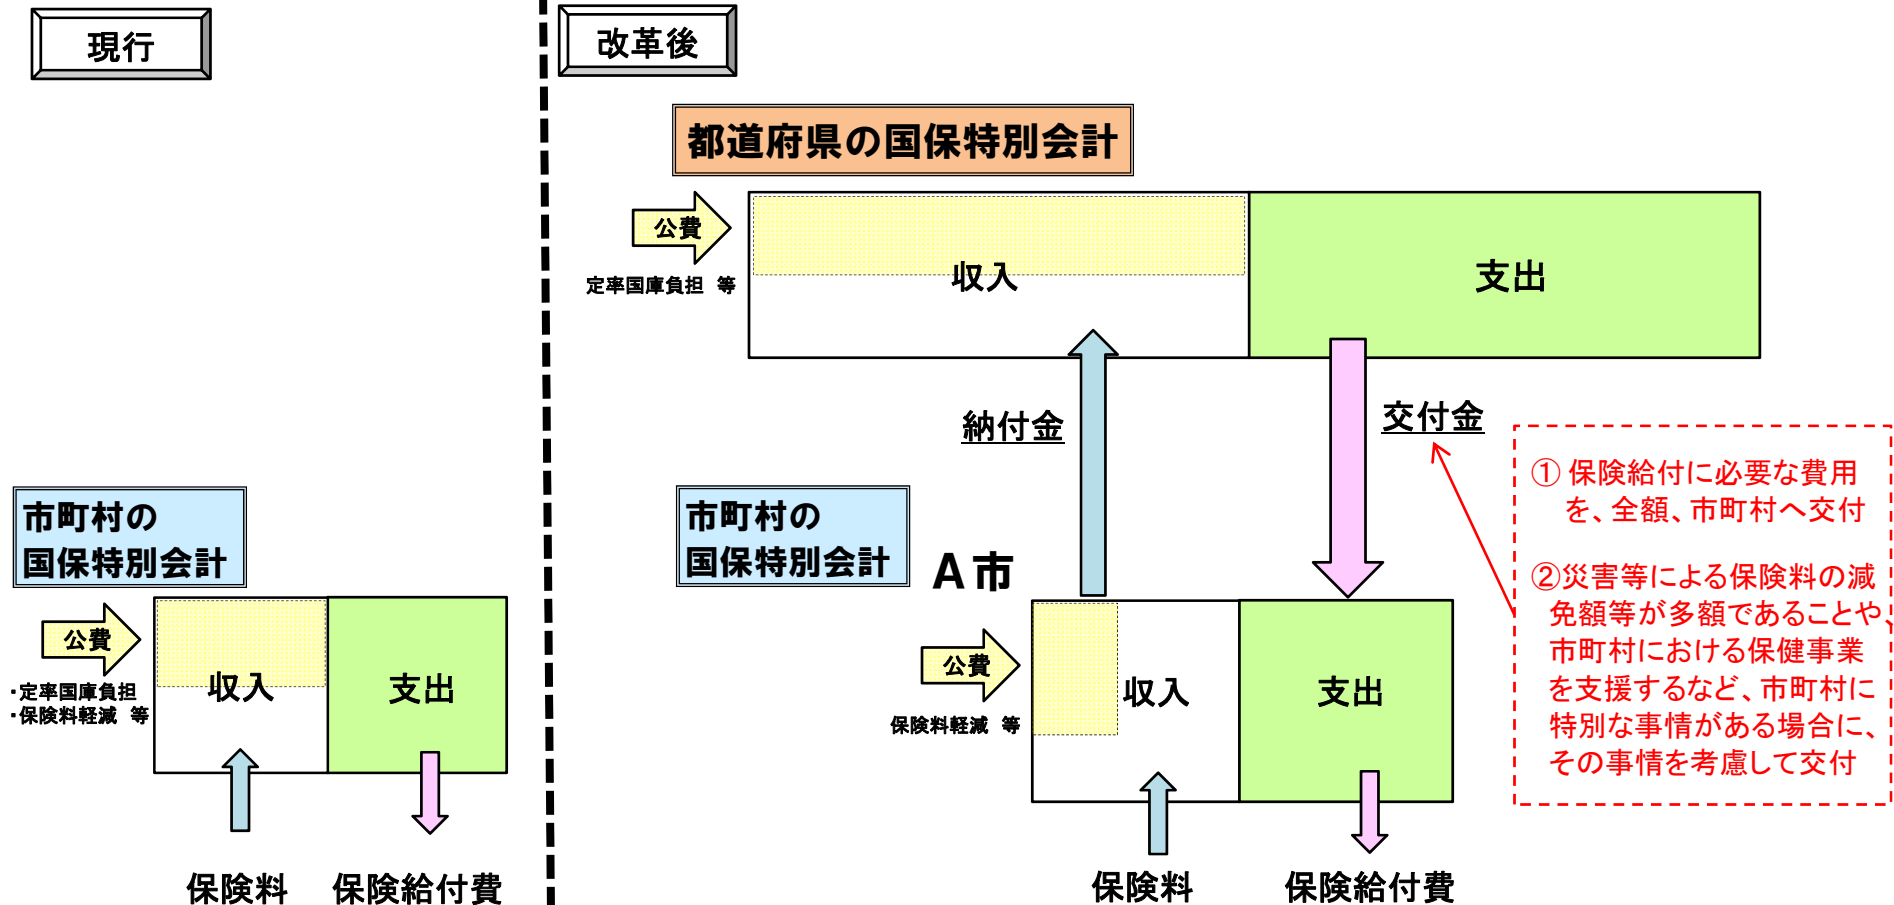 現行
市町村の
国保特別会計
公費
・定率国庫負担
・保険料軽減 等
収入
支出
保険料
保険給付費
改革後
都道府県の国保特別会計
公費
定率国庫負担 等
収入
支出
納付金
交付金
市町村の
国保特別会計
A市
公費
保険料軽減 等
収入
支出
保険料
保険給付費
① 保険給付に必要な費用
を、全額、市町村へ交付
②災害等による保険料の減
免額等が多額であることや、
市町村における保健事業
を支援するなど、市町村に
特別な事情がある場合に、
その事情を考慮して交付